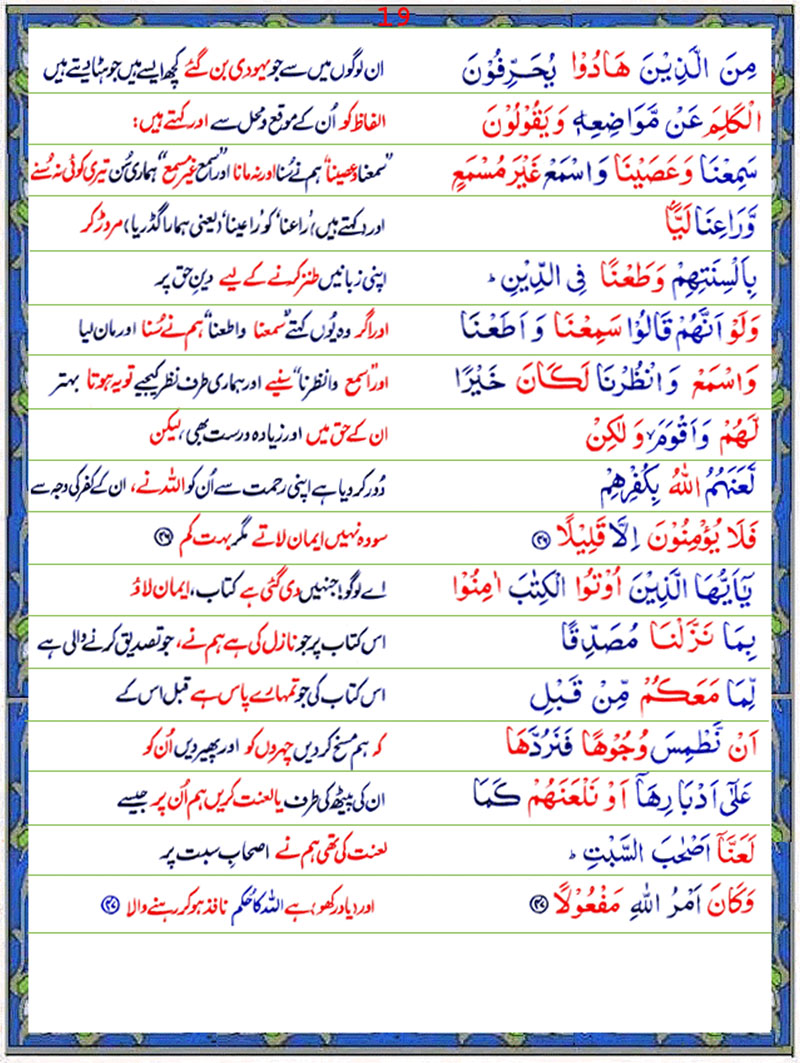 19
مِنَ الَّذِيْنَ هَادُوْا يُحَرِّفُوْنَ ان لوگوں میں سے جو یہودی بن گئے کچھ ایسے ہیں جو ہٹا دیتے ہیں
الْكَلِمَ عَنْ مَّوَاضِعِهٖ وَيَقُوْلُوْنَ الفاظ کو اُن کے موقع و محل سے اور کہتے ہیں:
سَمِعْنَا وَعَصَيْنَا وَاسْمَعْ غَيْرَ مُسْمَعٍ ”سمعنا وعصینا“ ہم نے سُنا اور نہ مانا اور ”اسمع غیر مسمع“ ہماری سُن تیری کوئی نہ سُنے
وَّرَاعِنَا لَيًّاۢ اور (کہتے ہیں) ’راعنا‘ کو ’راعینا‘ (یعنی ہمارا گڈریا) مروڑ کر
بِاَلْسِنَتِهِمْ وَطَعْنًا فِى الدِّيْنِ ؕ اپنی زبانیں طنز کرنے کے لیے دینِ حق پر
وَلَوْ اَنَّهُمْ قَالُوْا سَمِعْنَا وَ اَطَعْنَا اور اگر وہ یُوں کہتے ”سمعنا واطعنا“ ہم نے سُنا اور مان لیا
وَاسْمَعْ وَانْظُرْنَا لَكَانَ خَيْرًا اور ”اسمع وانظرنا“ سنیے اور ہماری طرف نظر کیجیے تو یہ ہوتا بہتر
لَّهُمْ وَاَقْوَمَ ۙ وَلٰكِنْ ان کے حق میں اور زیادہ درست بھی، لیکن
لَّعَنَهُمُ اللّٰهُ بِكُفْرِهِمْ دُور کر دیا ہے اپنی رحمت سے اُن کو اللہ نے، ان کے کفر کی وجہ سے
فَلَا يُؤْمِنُوْنَ اِلَّا قَلِيْلًا ﴿۴۶﴾ سو وہ نہیں ایمان لاتے مگر بہت کم ﴿۴۶﴾
يٰۤاَيُّهَا الَّذِيْنَ اُوْتُوا الْكِتٰبَ اٰمِنُوْا اے لوگو! جنہیں دی گئی ہے کتاب، ایمان لاؤ
بِمَا نَزَّلْنَا مُصَدِّقًا اس کتاب پر جو نازل کی ہے ہم نے، جو تصدیق کرنے والی ہے
لِّمَا مَعَكُمْ مِّنْ قَبْلِ اس کتاب کی جو تمہارے پاس ہے قبل اس کے
اَنْ نَّطْمِسَ وُجُوْهًا فَنَرُدَّهَا کہ ہم مسخ کر دیں چہروں کو اور پھیر دیں اُن کو
عَلٰٓى اَدْبَارِهَاۤ اَوْ نَلْعَنَهُمْ كَمَا ان کی پیٹھ کی طرف یا لعنت کریں ہم اُن پر جیسے
لَعَنَّاۤ اَصْحٰبَ السَّبْتِ ؕ لعنت کی تھی ہم نے اصحابِ سبت پر
وَكَانَ اَمْرُ اللّٰهِ مَفْعُوْلًا ﴿۴۷﴾ اور (یاد رکھو) ہے اللہ کا حُکم نافذ ہو کر رہنے والا ﴿۴۷﴾